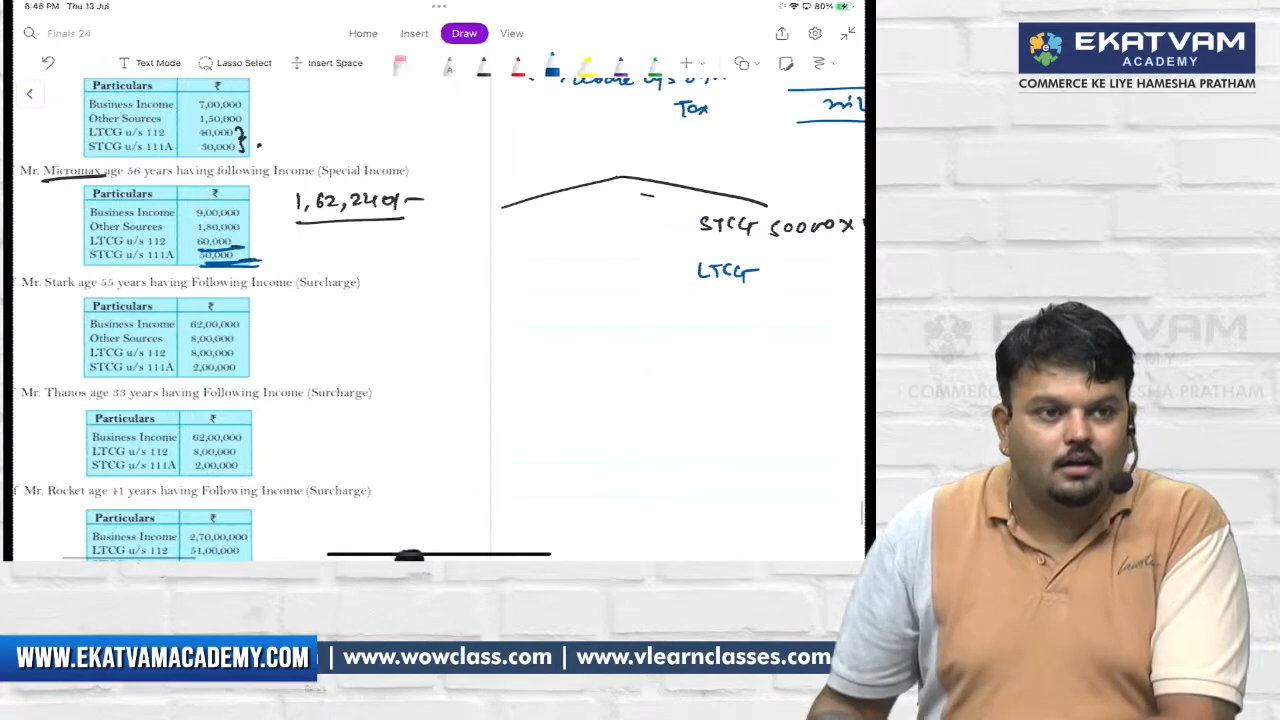 6:46 PM Thu 13 Jul
80%
Finals 24
Home Insert Draw View
Text Mode Lasso Select Insert Space
Particulars ₹
Business Income 7,00,000
Other Sources 1,50,000
LTCG u/s 112 40,000
STCG u/s 111A 30,000
Mr. Micromax age 56 years having following Income (Special Income)
Particulars ₹
Business Income 9,00,000
Other Sources 1,80,000
LTCG u/s 112 60,000
STCG u/s 111A 50,000
1,62,240/-
Mr. Stark age 55 years having Following Income (Surcharge)
Particulars ₹
Business Income 62,00,000
Other Sources 8,00,000
LTCG u/s 112 8,00,000
STCG u/s 111A 2,00,000
Mr. Thanos age 33 years having Following Income (Surcharge)
Particulars ₹
Business Income 62,00,000
LTCG u/s 112 8,00,000
STCG u/s 111A 2,00,000
f Mr. Rocket age 41 years having Following Income (Surcharge)
Particulars ₹
Business Income 2,70,00,000
LTCG u/s 112 51,00,000
Tax
nil
STCG 50000 x
LTCG
EKATVAM
ACADEMY
COMMERCE KE LIYE HAMESHA PRATHAM
WWW.EKATVAMACADEMY.COM | www.wowclass.com | www.vlearnclasses.com